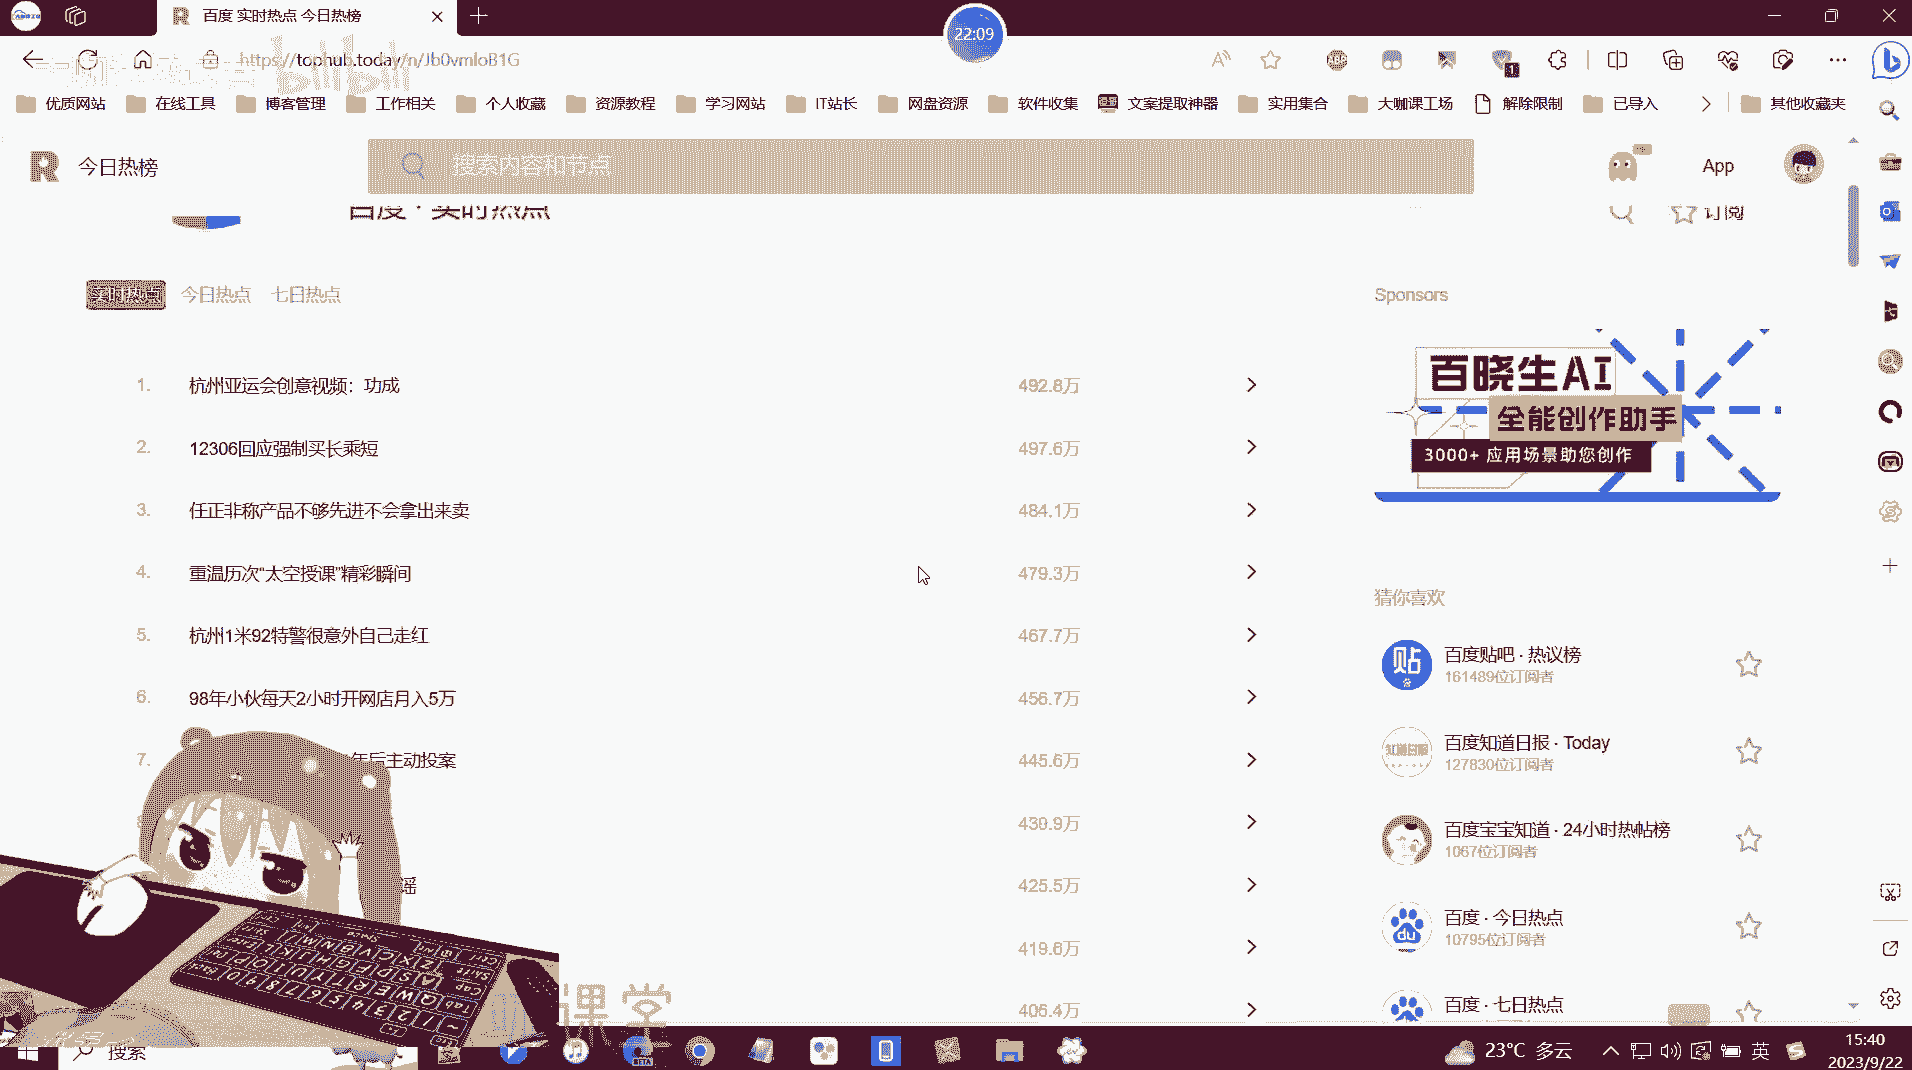 百度 实时热点 今日热榜
22:09
https://tophub.today/n/Jb0vmloB1G
优质网站 在线工具 博客管理 工作相关 个人收藏 资源教程 学习网站 IT站长 网盘资源 软件收集 文案提取神器 实用集合 大咖课工场 解除限制 已导入 其他收藏夹
今日热榜 搜索内容和节点 App
百度 · 实时热点 订阅
实时热点 今日热点 七日热点
Sponsors
1. 杭州亚运会创意视频：功成 492.8万
2. 12306回应强制买长乘短 497.6万
3. 任正非称产品不够先进不会拿出来卖 484.1万
4. 重温历次“太空授课”精彩瞬间 479.3万
5. 杭州1米92特警很意外自己走红 467.7万
6. 98年小伙每天2小时开网店月入5万 456.7万
7. 年后主动投案 445.6万
430.9万
谣 425.5万
419.6万
406.4万
百晓生AI
全能创作助手
3000+ 应用场景助您创作
猜你喜欢
百度贴吧 · 热议榜
161489位订阅者
百度知道日报 · Today
127830位订阅者
百度宝宝知道 · 24小时热帖榜
1067位订阅者
百度 · 今日热点
10795位订阅者
百度 · 七日热点
课堂
搜索
23°C 多云 英
15:40
2023/9/22